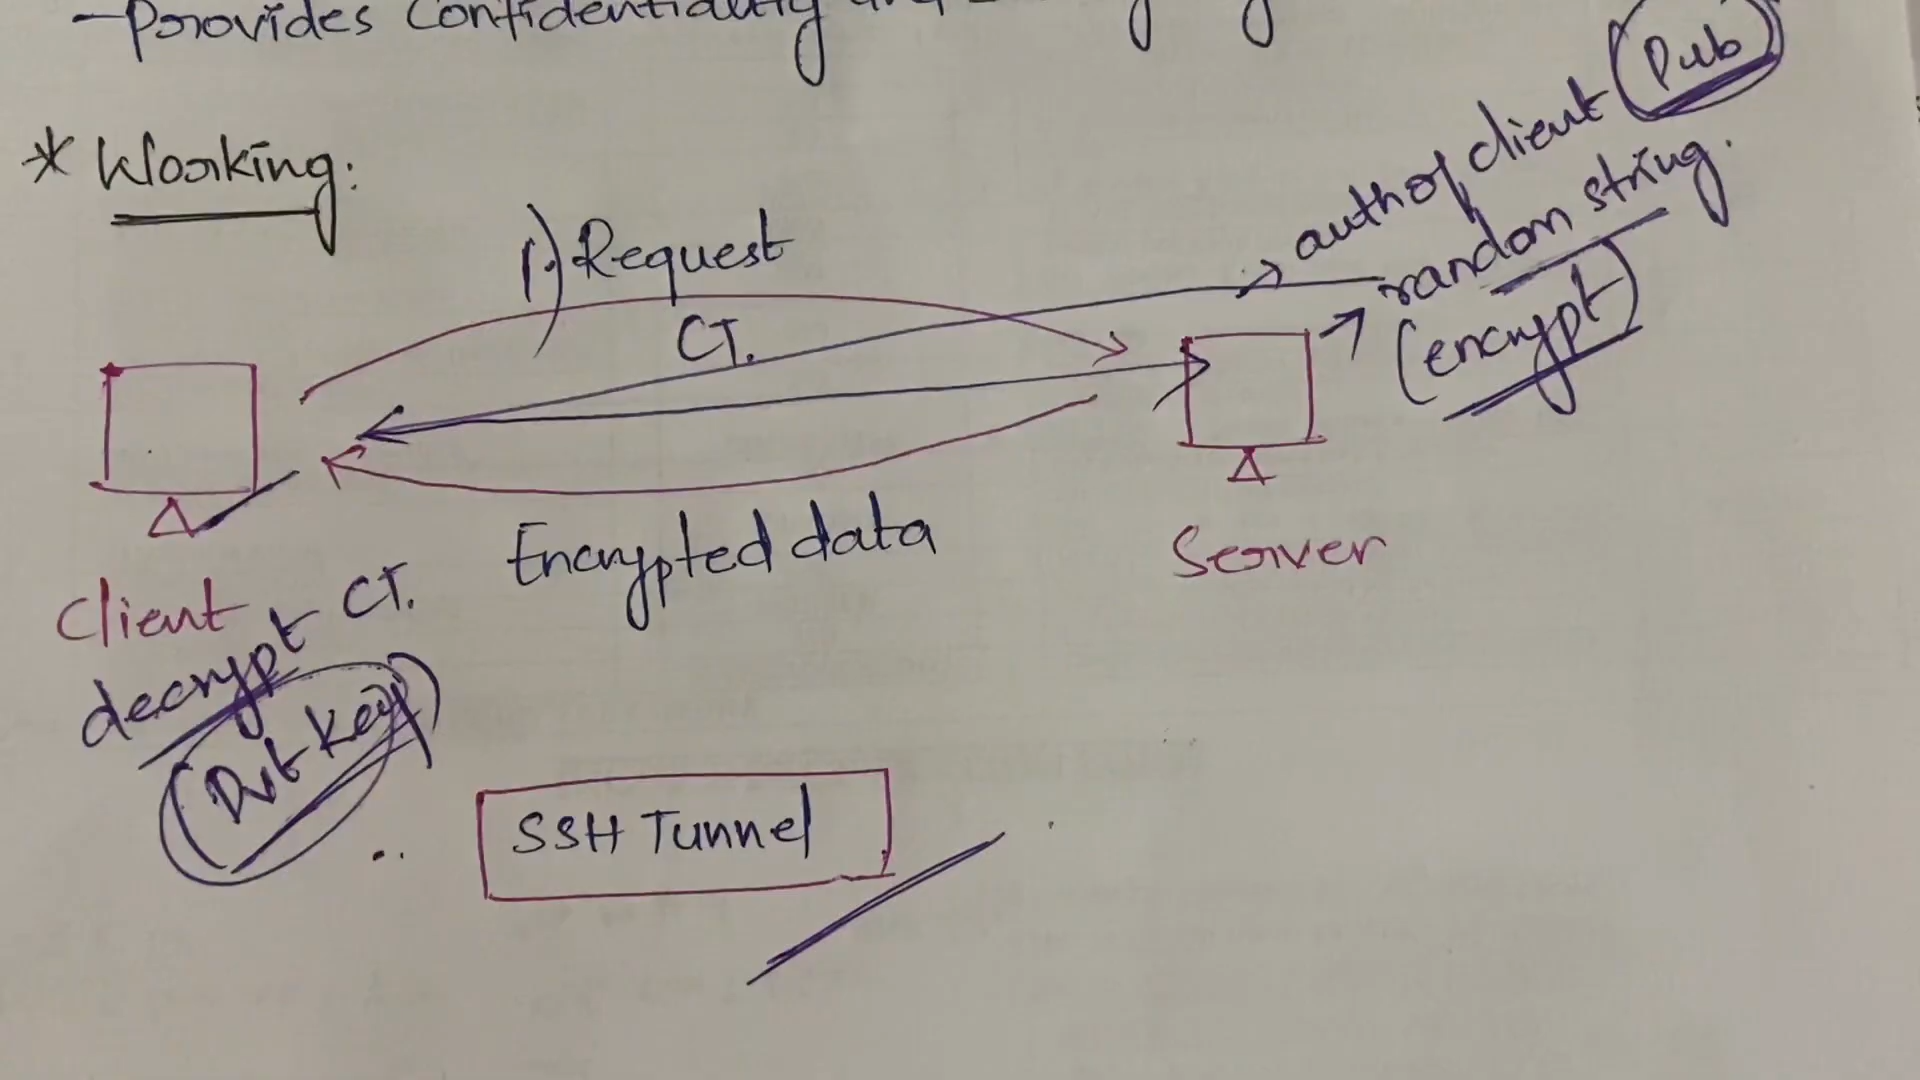 -Provides Confidentiality and
* Working:
1.) Request
CT.
auth of client (Pub)
random string.
(encrypt)
Encrypted data
Server
Client
decrypt CT.
(Pvt Key)
SSH Tunnel